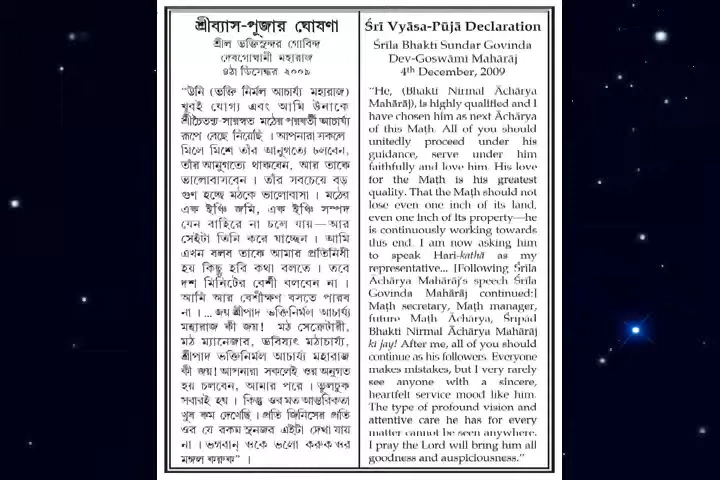 শ্রীব্যাস-পূজার ঘোষণা
শ্রীল ভক্তিসুন্দর গোবিন্দ
দেবগোস্বামী মহারাজ
৪ঠা ডিসেম্বর ২০০৯
“উনি (ভক্তি নির্মল আচার্য্য মহারাজ)
খুবই যোগ্য এবং আমি উনাকে
শ্রীচৈতন্য সারস্বত মঠের পরবর্ত্তী আচার্য্য
রূপে বেছে নিয়েছি । আপনারা সকলে
মিলে মিশে তাঁর আনুগত্যে চলবেন,
তাঁর আনুগত্যে থাকবেন, আর তাকে
ভালোবাসবেন । তাঁর সবচেয়ে বড়
গুণ হচ্ছে মঠকে ভালোবাসা । মঠের
এক ইঞ্চি জমি, এক ইঞ্চি সম্পদ
যেন বাহিরে না চলে যায়—আর
সেইটা তিনি করে যাচ্ছেন । আমি
এখন বলব তাকে আমার প্রতিনিধী
হয় কিছু হরি কথা বলতে । তবে
দশ মিনিটের বেশী বলবেন না ।
আমি আর বেশীক্ষণ বসতে পারব
না । ... জয় শ্রীপাদ ভক্তিনির্মল আচার্য্য
মহারাজ কী জয়! মঠ সেক্রেটারী,
মঠ ম্যানেজার, ভবিষ্যৎ মঠাচার্য্য,
শ্রীপাদ ভক্তিনির্মল আচার্য্য মহারাজ
কী জয়! আপনারা সকলেই ওর অনুগত
হয় চলবেন, আমার পরে । ভুলচুক
সবারই হয় । কিন্তু ওর মত আন্তরিকতা
খুব কম দেখেছি । প্রতি জিনিসের প্রতি
ওর যে রকম সুনজর এইটা দেখা যায়
না । ভগবান্ ওকে ভালো করুক ওর
মঙ্গল করুক” ।
Śrī Vyāsa-Pūjā Declaration
Śrīla Bhakti Sundar Govinda
Dev-Goswāmī Mahārāj
4th December, 2009
“He, (Bhakti Nirmal Āchārya
Mahārāj), is highly qualified and I
have chosen him as next Āchārya
of this Maṭh. All of you should
unitedly proceed under his
guidance, serve under him
faithfully and love him. His love
for the Maṭh is his greatest
quality. That the Maṭh should not
lose even one inch of its land,
even one inch of its property—he
is continuously working towards
this end. I am now asking him
to speak Hari-kathā as my
representative... [Following Śrīla
Āchārya Mahārāj's speech Śrīla
Govinda Mahārāj continued:]
Maṭh secretary, Maṭh manager,
future Maṭh Āchārya, Śrīpād
Bhakti Nirmal Āchārya Mahārāj
ki jay! After me, all of you should
continue as his followers. Everyone
makes mistakes, but I very rarely
see anyone with a sincere,
heartfelt service mood like him.
The type of profound vision and
attentive care he has for every
matter cannot be seen anywhere.
I pray the Lord will bring him all
goodness and auspiciousness.”